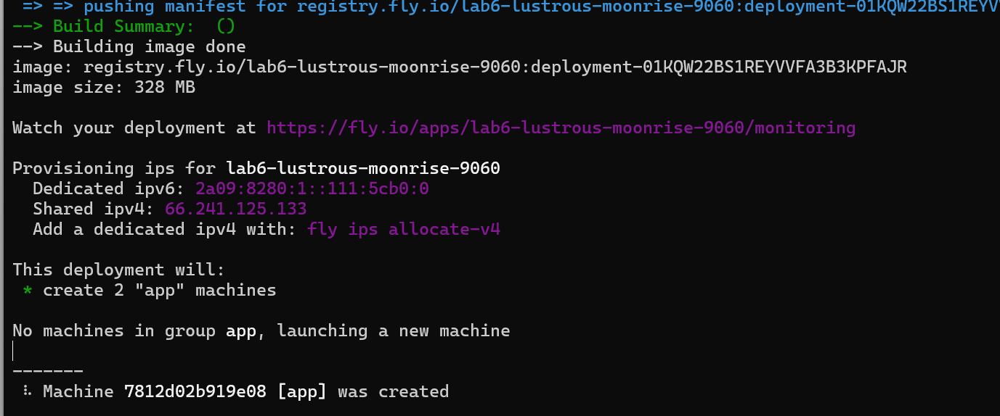 => => pushing manifest for registry.fly.io/lab6-lustrous-moonrise-9060:deployment-01KQW22BS1REYV
--> Build Summary:  ()
--> Building image done
image: registry.fly.io/lab6-lustrous-moonrise-9060:deployment-01KQW22BS1REYVVFA3B3KPFAJR
image size: 328 MB
Watch your deployment at https://fly.io/apps/lab6-lustrous-moonrise-9060/monitoring
Provisioning ips for lab6-lustrous-moonrise-9060
Dedicated ipv6: 2a09:8280:1::111:5cb0:0
Shared ipv4: 66.241.125.133
Add a dedicated ipv4 with: fly ips allocate-v4
This deployment will:
* create 2 "app" machines
No machines in group app, launching a new machine
-------
⠧ Machine 7812d02b919e08 [app] was created